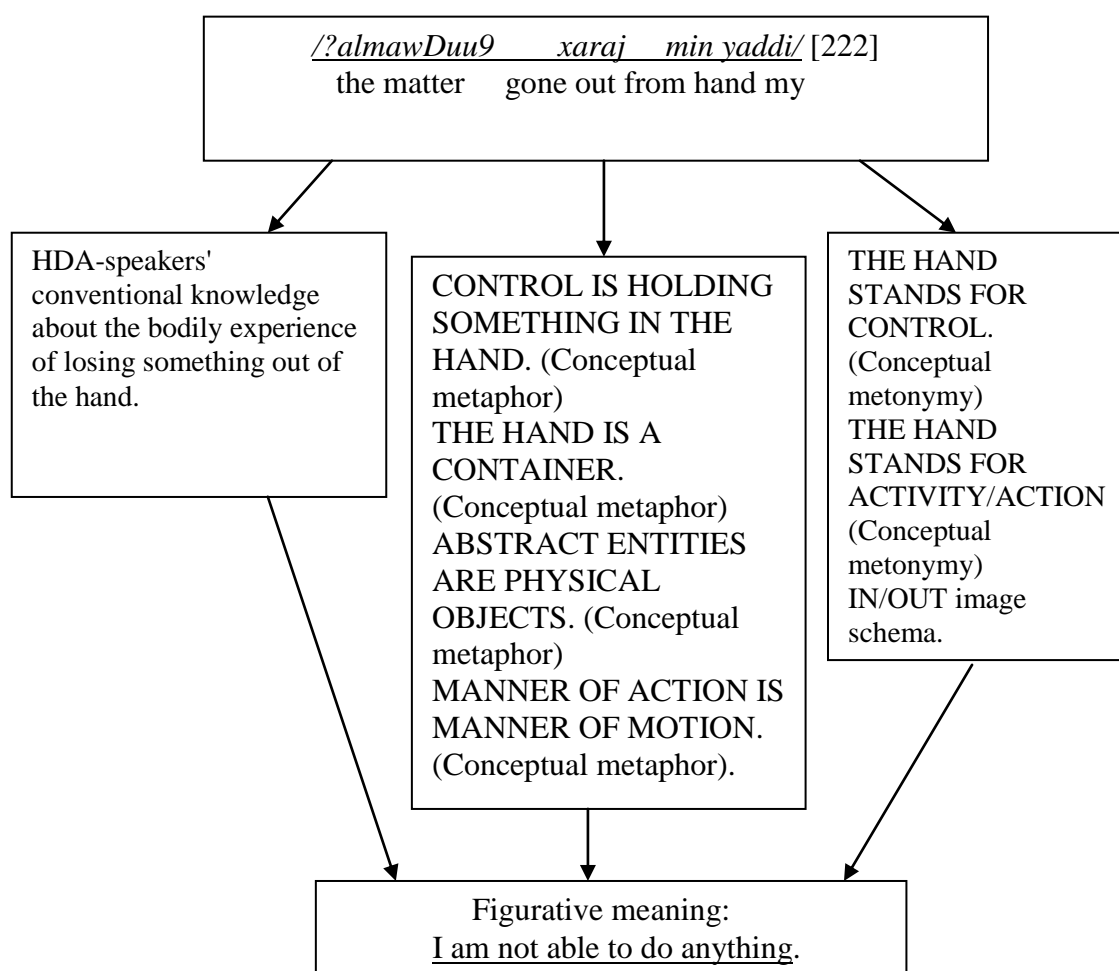 /?almawDuu9 xaraj min yaddi/ [222]
the matter gone out from hand my
HDA-speakers'
conventional knowledge
about the bodily experience
of losing something out of
the hand.
CONTROL IS HOLDING
SOMETHING IN THE
HAND. (Conceptual
metaphor)
THE HAND IS A
CONTAINER.
(Conceptual metaphor)
ABSTRACT ENTITIES
ARE PHYSICAL
OBJECTS. (Conceptual
metaphor)
MANNER OF ACTION IS
MANNER OF MOTION.
(Conceptual metaphor).
THE HAND
STANDS FOR
CONTROL.
(Conceptual
metonymy)
THE HAND
STANDS FOR
ACTIVITY/ACTION
(Conceptual
metonymy)
IN/OUT image
schema.
Figurative meaning:
I am not able to do anything.